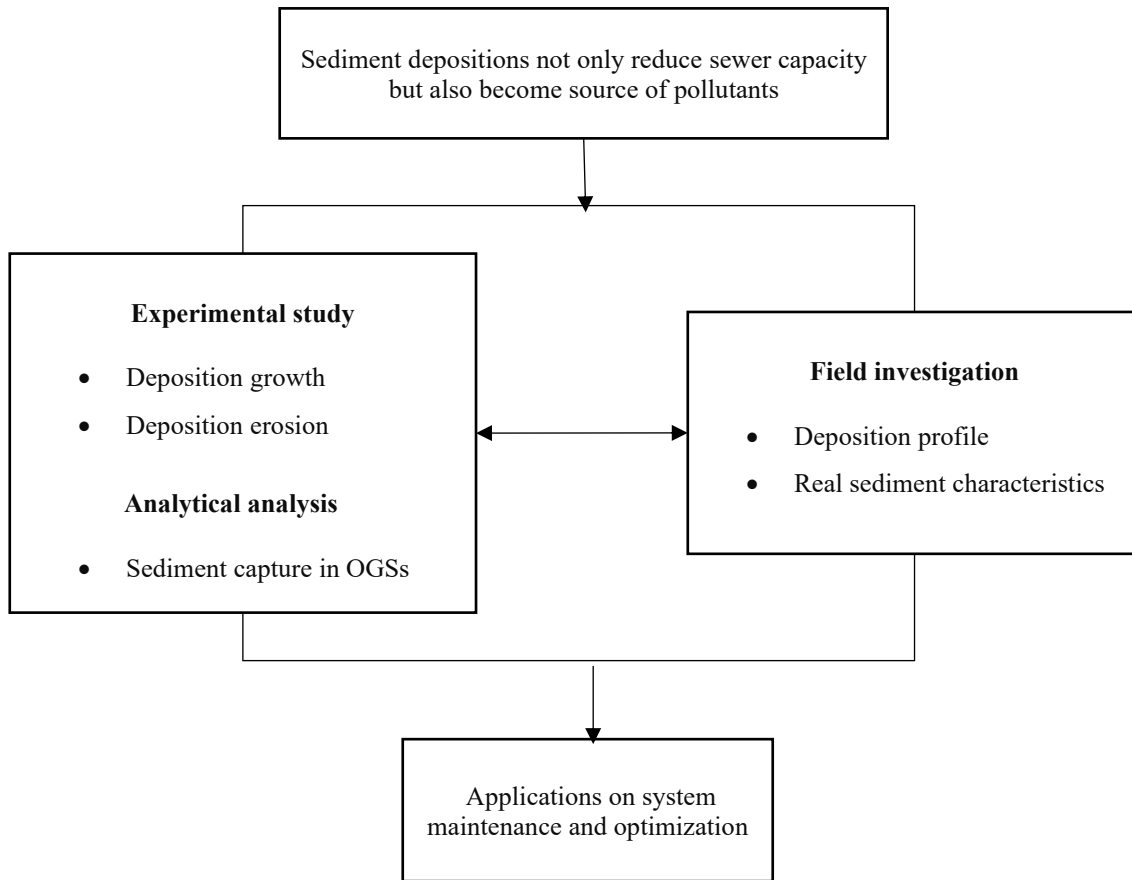 Sediment depositions not only reduce sewer capacity
but also become source of pollutants
Experimental study
• Deposition growth
• Deposition erosion
Analytical analysis
• Sediment capture in OGSs
Field investigation
• Deposition profile
• Real sediment characteristics
Applications on system
maintenance and optimization